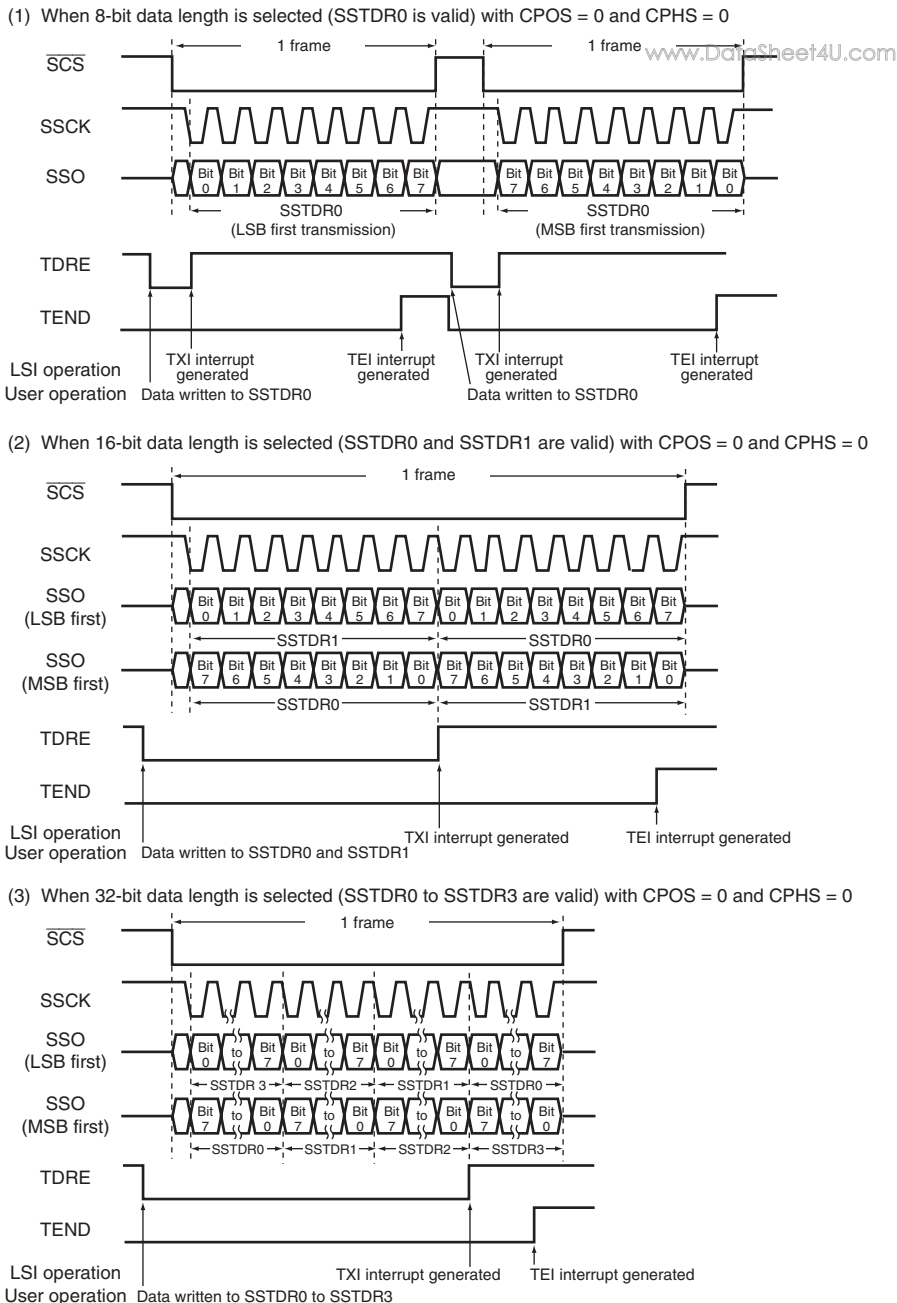 (1) When 8-bit data length is selected (SSTDR0 is valid) with CPOS = 0 and CPHS = 0
1 frame 1 frame
www.DataSheet4U.com
SCS
SSCK
SSO Bit 0 Bit 1 Bit 2 Bit 3 Bit 4 Bit 5 Bit 6 Bit 7 Bit 7 Bit 6 Bit 5 Bit 4 Bit 3 Bit 2 Bit 1 Bit 0
SSTDR0 SSTDR0
(LSB first transmission) (MSB first transmission)
TDRE
TEND
LSI operation TXI interrupt generated TEI interrupt generated TXI interrupt generated TEI interrupt generated
User operation Data written to SSTDR0 Data written to SSTDR0
(2) When 16-bit data length is selected (SSTDR0 and SSTDR1 are valid) with CPOS = 0 and CPHS = 0
1 frame
SCS
SSCK
SSO (LSB first) Bit 0 Bit 1 Bit 2 Bit 3 Bit 4 Bit 5 Bit 6 Bit 7 Bit 0 Bit 1 Bit 2 Bit 3 Bit 4 Bit 5 Bit 6 Bit 7
SSTDR1 SSTDR0
SSO (MSB first) Bit 7 Bit 6 Bit 5 Bit 4 Bit 3 Bit 2 Bit 1 Bit 0 Bit 7 Bit 6 Bit 5 Bit 4 Bit 3 Bit 2 Bit 1 Bit 0
SSTDR0 SSTDR1
TDRE
TEND
LSI operation TXI interrupt generated TEI interrupt generated
User operation Data written to SSTDR0 and SSTDR1
(3) When 32-bit data length is selected (SSTDR0 to SSTDR3 are valid) with CPOS = 0 and CPHS = 0
1 frame
SCS
SSCK
SSO (LSB first) Bit 0 to Bit 7 Bit 0 to Bit 7 Bit 0 to Bit 7 Bit 0 to Bit 7
SSTDR 3 SSTDR2 SSTDR1 SSTDR0
SSO (MSB first) Bit 7 to Bit 0 Bit 7 to Bit 0 Bit 7 to Bit 0 Bit 7 to Bit 0
SSTDR0 SSTDR1 SSTDR2 SSTDR3
TDRE
TEND
LSI operation TXI interrupt generated TEI interrupt generated
User operation Data written to SSTDR0 to SSTDR3